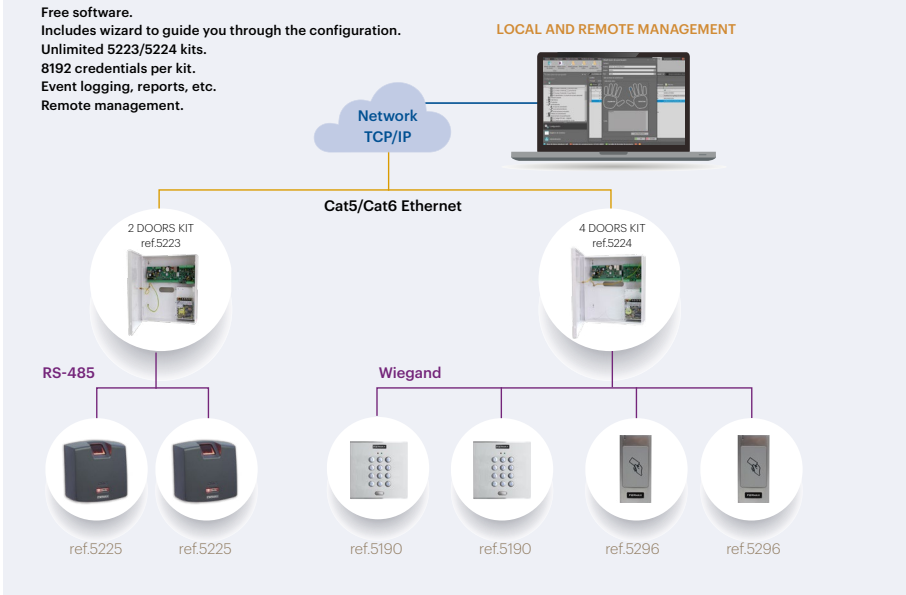 Free software.
Includes wizard to guide you through the configuration.
Unlimited 5223/5224 kits.
8192 credentials per kit.
Event logging, reports, etc.
Remote management.
LOCAL AND REMOTE MANAGEMENT
Network
TCP/IP
Cat5/Cat6 Ethernet
2 DOORS KIT
ref.5223
4 DOORS KIT
ref.5224
RS-485
Wiegand
ref.5225
ref.5225
ref.5190
ref.5190
ref.5296
ref.5296